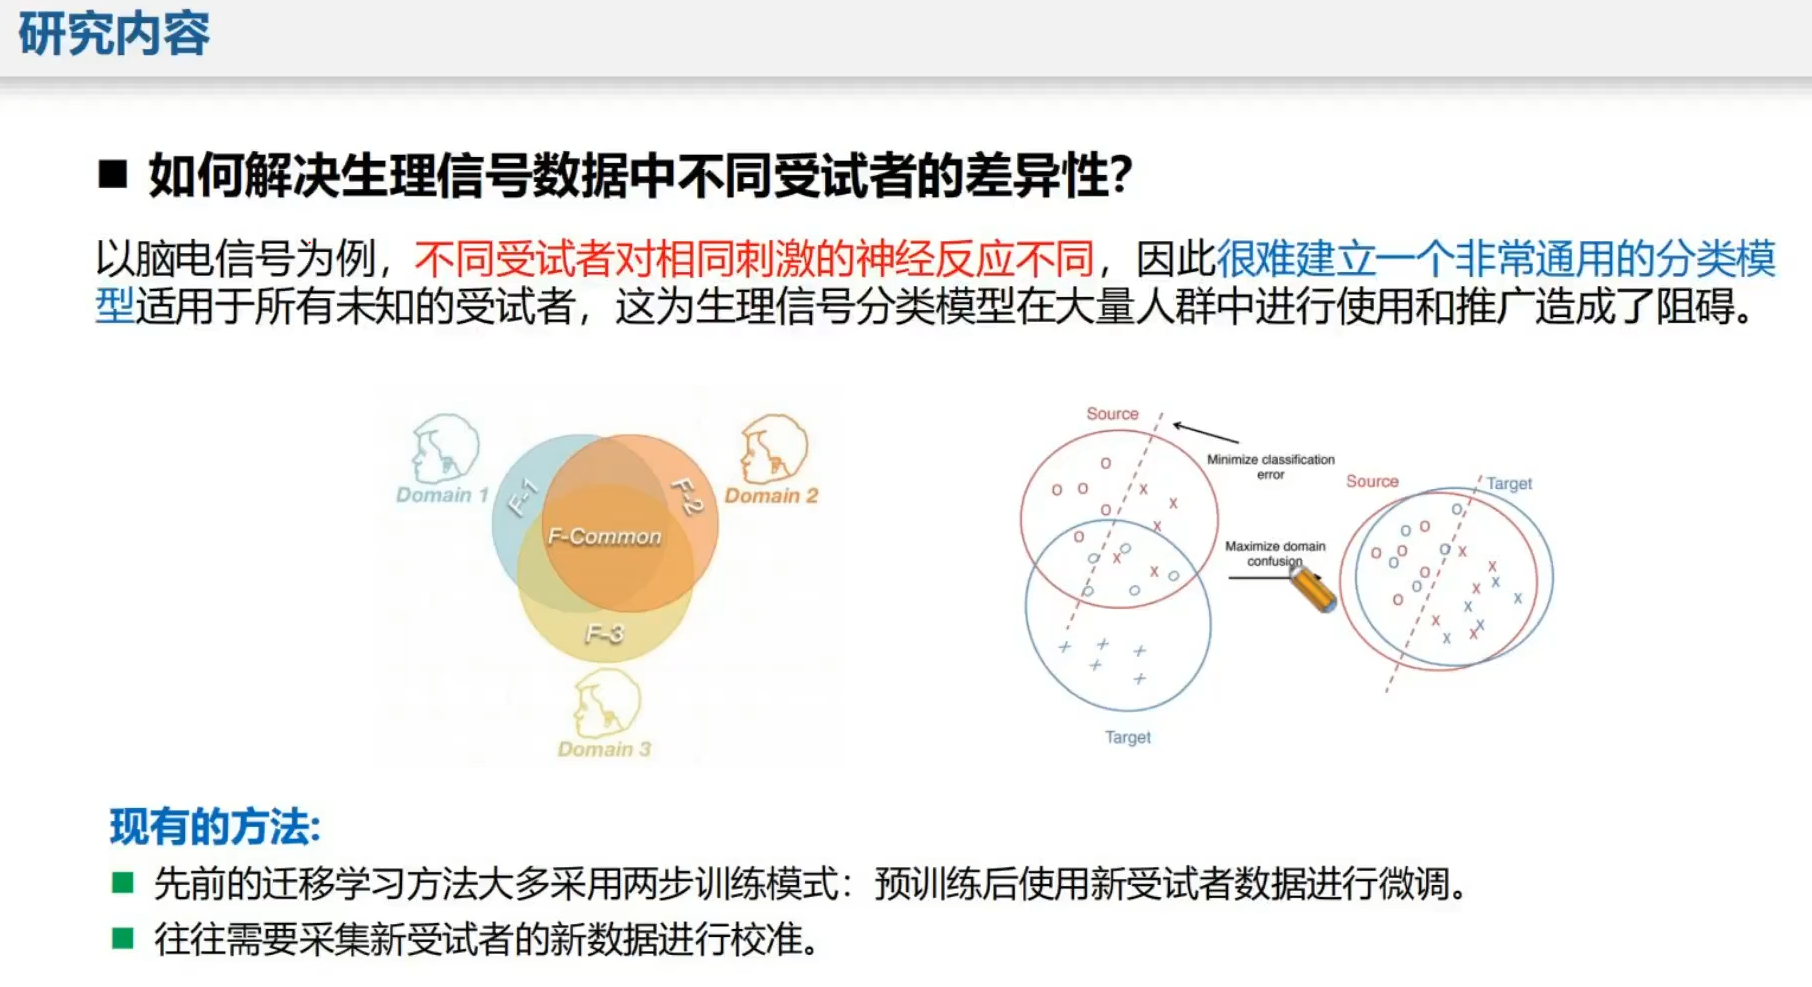 研究内容
■ 如何解决生理信号数据中不同受试者的差异性?
以脑电信号为例，不同受试者对相同刺激的神经反应不同，因此很难建立一个非常通用的分类模
型适用于所有未知的受试者，这为生理信号分类模型在大量人群中进行使用和推广造成了阻碍。
Domain 1
F-1
F-2
Domain 2
F-Common
F-3
Domain 3
Source
Minimize classification
error
Maximize domain
confusion
Target
Source
Target
现有的方法:
■ 先前的迁移学习方法大多采用两步训练模式：预训练后使用新受试者数据进行微调。
■ 往往需要采集新受试者的新数据进行校准。